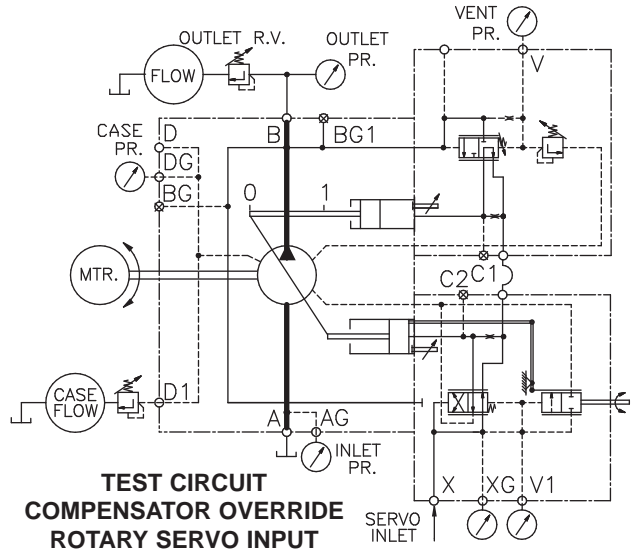 VENT
PR.
OUTLET R.V.
OUTLET
PR.
FLOW
V
CASE
PR.
D
B
BG1
DG
BG
0
1
MTR.
C2
C1
CASE
FLOW
D1
A
AG
INLET
PR.
X
XG
V1
SERVO
INLET
TEST CIRCUIT
COMPENSATOR OVERRIDE
ROTARY SERVO INPUT